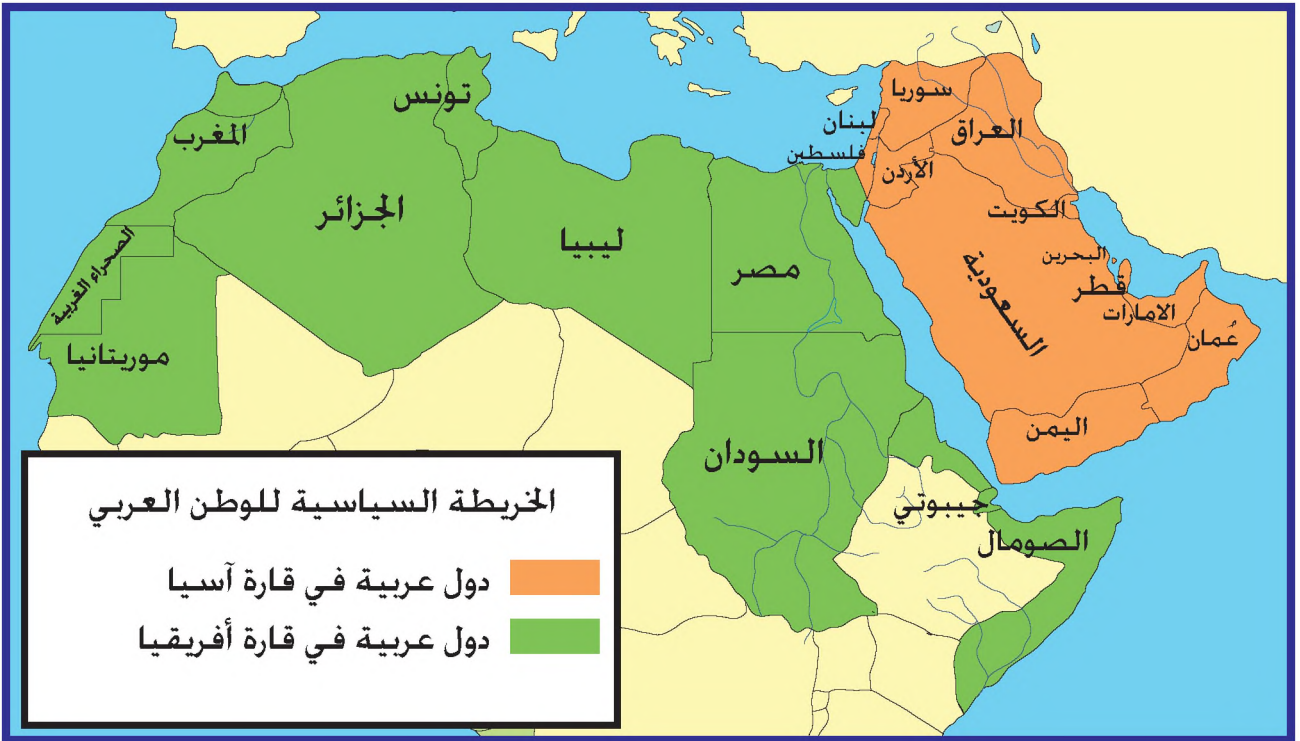 تونس
سوريا
المغرب
لبنان
العراق
فلسطين
الأردن
الجزائر
الكويت
ليبيا
الصحراء الغربية
البحرين
السعودية
مصر
قطر
الامارات
عُمان
موريتانيا
اليمن
السودان
جيبوتي
الصومال
الخريطة السياسية للوطن العربي
دول عربية في قارة آسيا
دول عربية في قارة أفريقيا